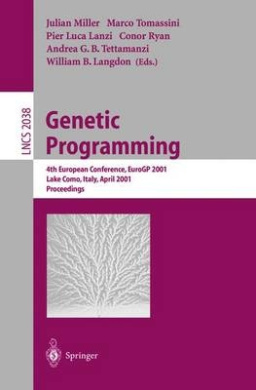 Julian Miller Marco Tomassini
Pier Luca Lanzi Conor Ryan
Andrea G. B. Tettamanzi
William B. Langdon (Eds.)
LNCS 2038
Genetic
Programming
4th European Conference, EuroGP 2001
Lake Como, Italy, April 2001
Proceedings
Springer